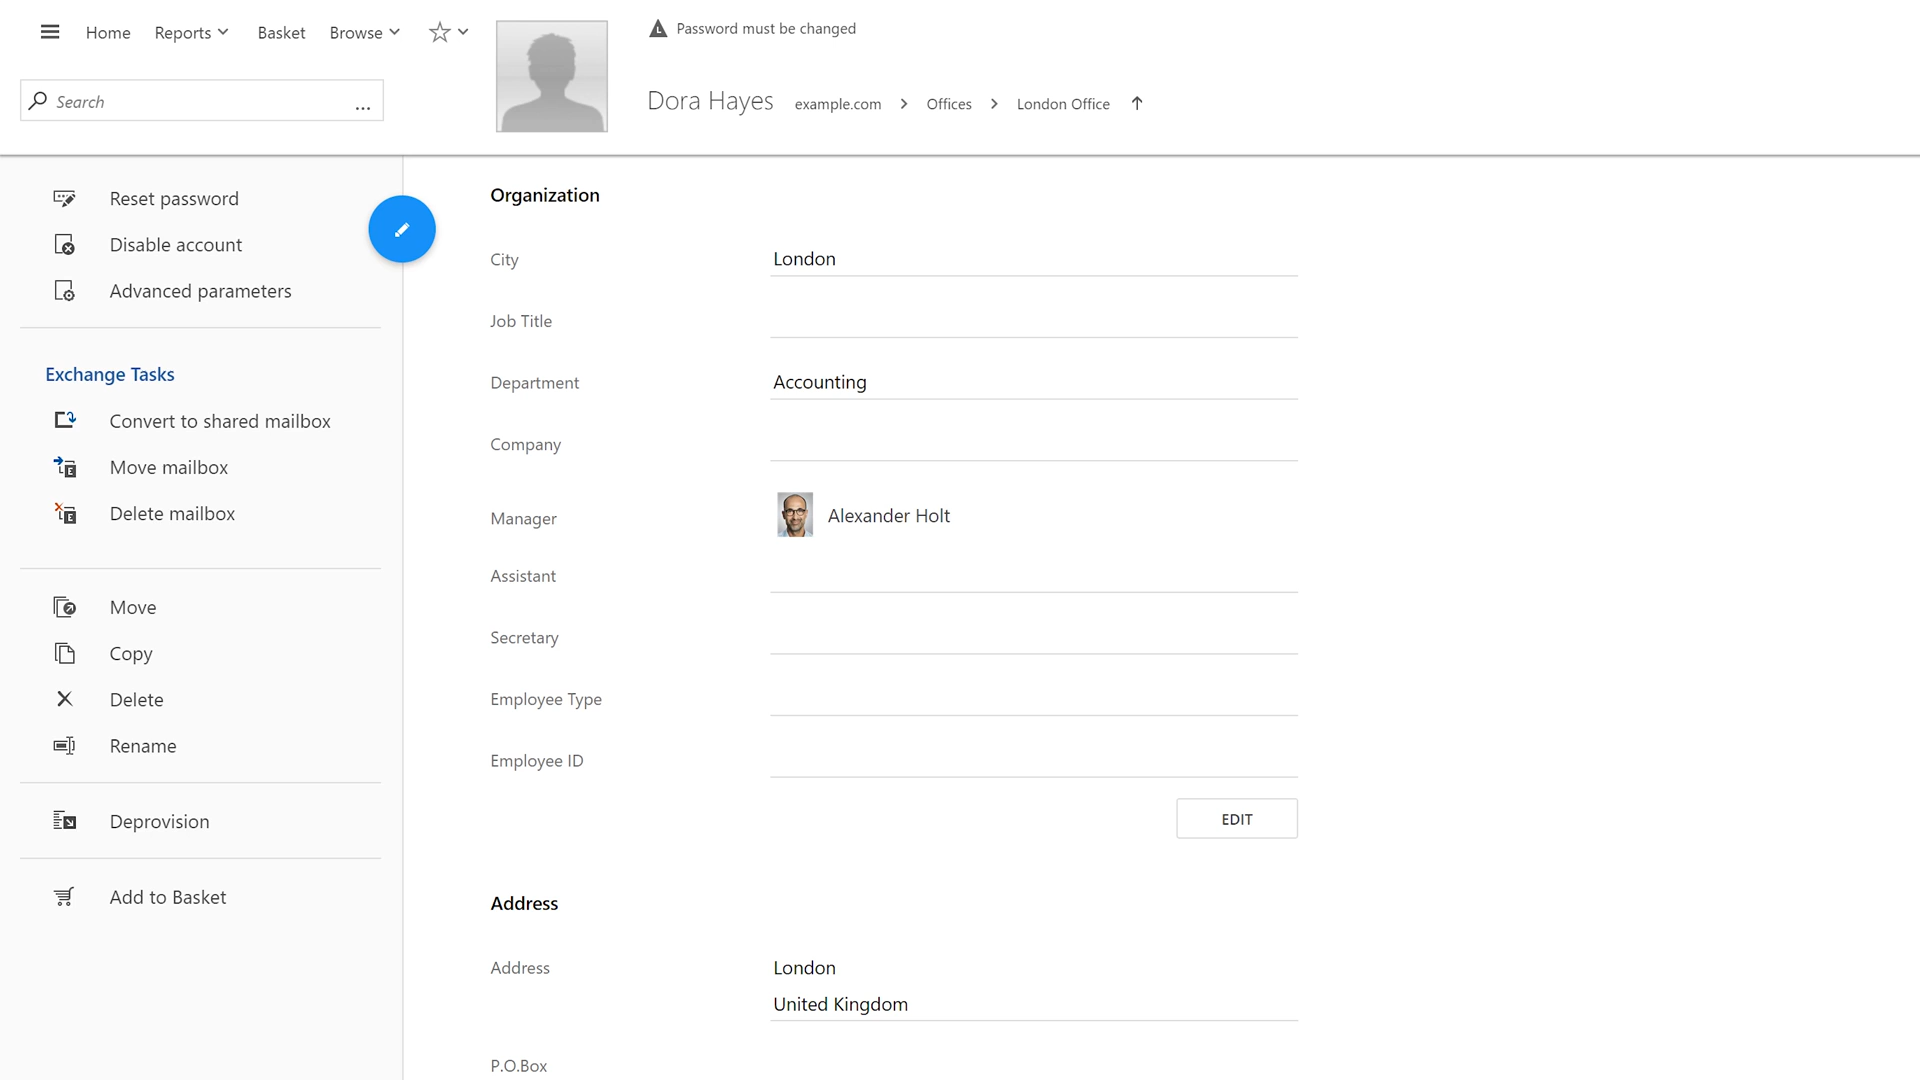 Home
Reports
Basket
Browse
Search
...
Password must be changed
Dora Hayes
example.com > Offices > London Office
Reset password
Disable account
Advanced parameters
Exchange Tasks
Convert to shared mailbox
Move mailbox
Delete mailbox
Move
Copy
Delete
Rename
Deprovision
Add to Basket
Organization
City
London
Job Title
Department
Accounting
Company
Manager
Alexander Holt
Assistant
Secretary
Employee Type
Employee ID
EDIT
Address
Address
London
United Kingdom
P.O.Box